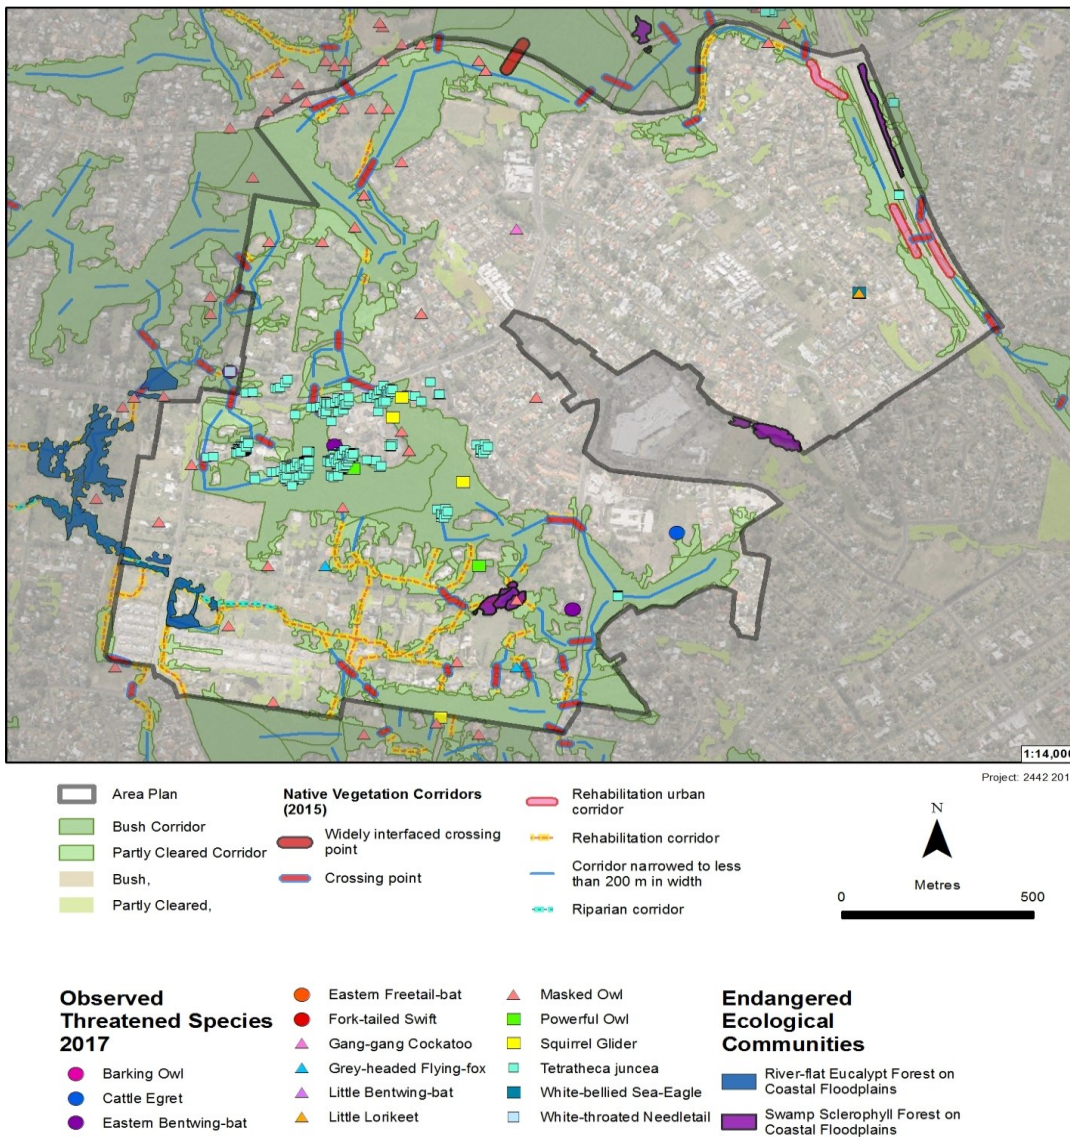 1:14,000
Project: 2442 201
Area Plan
Bush Corridor
Partly Cleared Corridor
Bush,
Partly Cleared,
Native Vegetation Corridors
(2015)
Widely interfaced crossing
point
Crossing point
Rehabilitation urban
corridor
Rehabilitation corridor
Corridor narrowed to less
than 200 m in width
Riparian corridor
N
Metres
0 500
Observed
Threatened Species
2017
Barking Owl
Cattle Egret
Eastern Bentwing-bat
Eastern Freetail-bat
Fork-tailed Swift
Gang-gang Cockatoo
Grey-headed Flying-fox
Little Bentwing-bat
Little Lorikeet
Masked Owl
Powerful Owl
Squirrel Glider
Tetratheca juncea
White-bellied Sea-Eagle
White-throated Needletail
Endangered
Ecological
Communities
River-flat Eucalypt Forest on
Coastal Floodplains
Swamp Sclerophyll Forest on
Coastal Floodplains